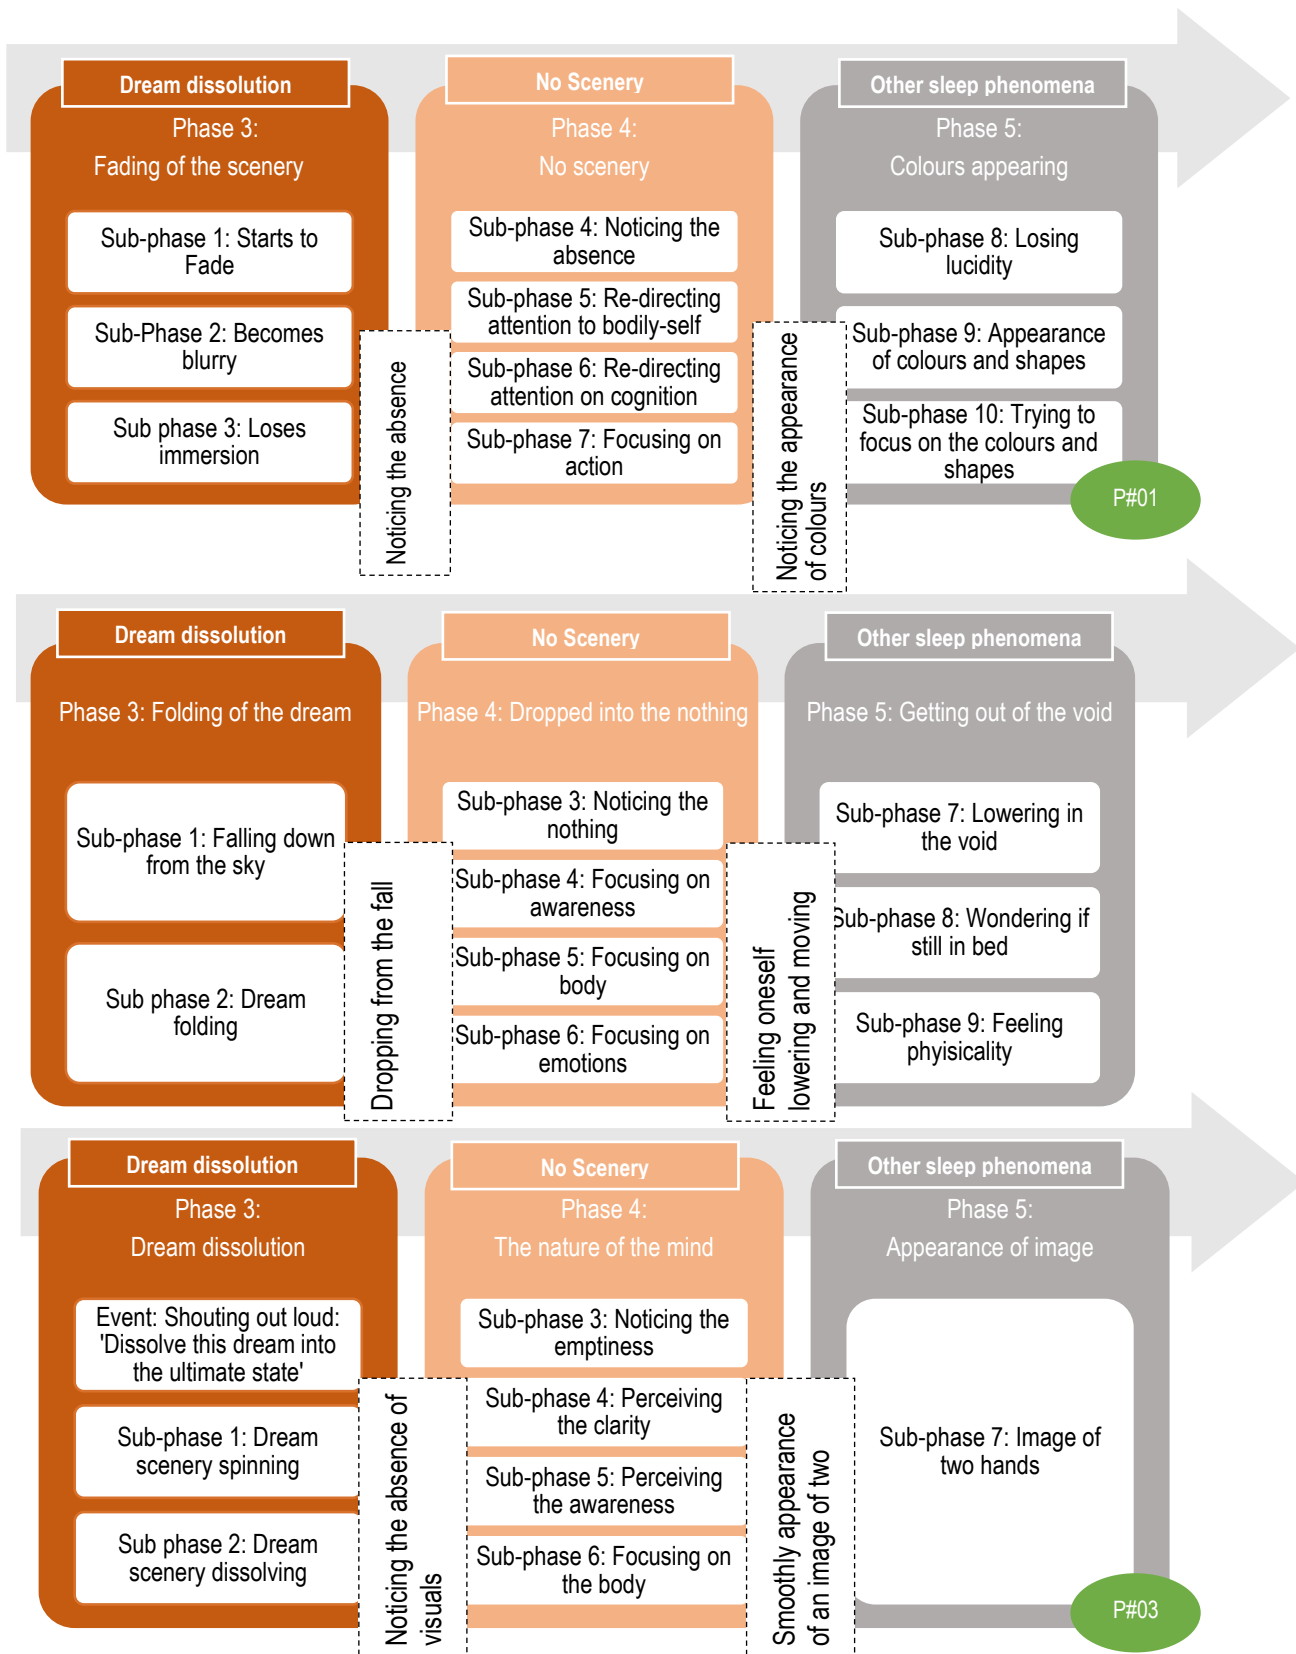 Dream dissolution
Phase 3:
Fading of the scenery
Sub-phase 1: Starts to
Fade
Sub-Phase 2: Becomes
blurry
Sub phase 3: Loses
immersion
Noticing the absence
No Scenery
Phase 4:
No scenery
Sub-phase 4: Noticing the
absence
Sub-phase 5: Re-directing
attention to bodily-self
Sub-phase 6: Re-directing
attention on cognition
Sub-phase 7: Focusing on
action
Noticing the appearance
of colours
Other sleep phenomena
Phase 5:
Colours appearing
Sub-phase 8: Losing
lucidity
Sub-phase 9: Appearance
of colours and shapes
Sub-phase 10: Trying to
focus on the colours and
shapes
P#01
Dream dissolution
Phase 3: Folding of the dream
Sub-phase 1: Falling down
from the sky
Sub phase 2: Dream
folding
Dropping from the fall
No Scenery
Phase 4: Dropped into the nothing
Sub-phase 3: Noticing the
nothing
Sub-phase 4: Focusing on
awareness
Sub-phase 5: Focusing on
body
Sub-phase 6: Focusing on
emotions
Feeling oneself
lowering and moving
Other sleep phenomena
Phase 5: Getting out of the void
Sub-phase 7: Lowering in
the void
Sub-phase 8: Wondering if
still in bed
Sub-phase 9: Feeling
phyisicality
Dream dissolution
Phase 3:
Dream dissolution
Event: Shouting out loud:
'Dissolve this dream into
the ultimate state'
Sub-phase 1: Dream
scenery spinning
Sub phase 2: Dream
scenery dissolving
Noticing the absence of
visuals
No Scenery
Phase 4:
The nature of the mind
Sub-phase 3: Noticing the
emptiness
Sub-phase 4: Perceiving
the clarity
Sub-phase 5: Perceiving
the awareness
Sub-phase 6: Focusing on
the body
Smoothly appearance
of an image of two
Other sleep phenomena
Phase 5:
Appearance of image
Sub-phase 7: Image of
two hands
P#03